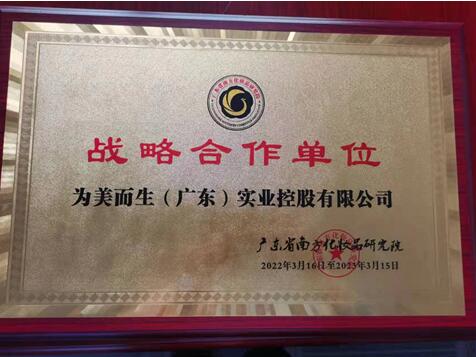 战略合作单位
为美而生（广东）实业控股有限公司
广东省南方化妆品研究院
2022年3月16日至2023年3月15日